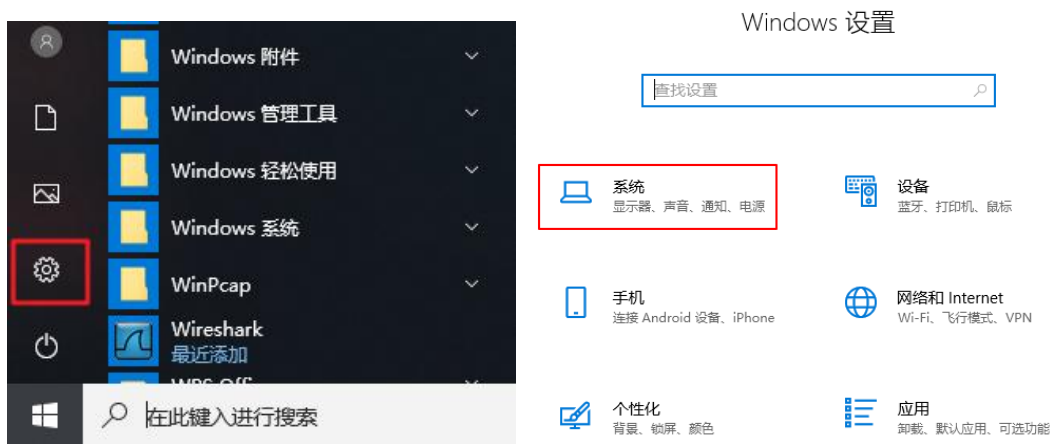 Windows 附件
Windows 管理工具
Windows 轻松使用
Windows 系统
WinPcap
Wireshark
最近添加
在此键入进行搜索
Windows 设置
查找设置
系统
显示器、声音、通知、电源
设备
蓝牙、打印机、鼠标
手机
连接 Android 设备、iPhone
网络和 Internet
Wi-Fi、飞行模式、VPN
个性化
背景、锁屏、颜色
应用
卸载、默认应用、可选功能